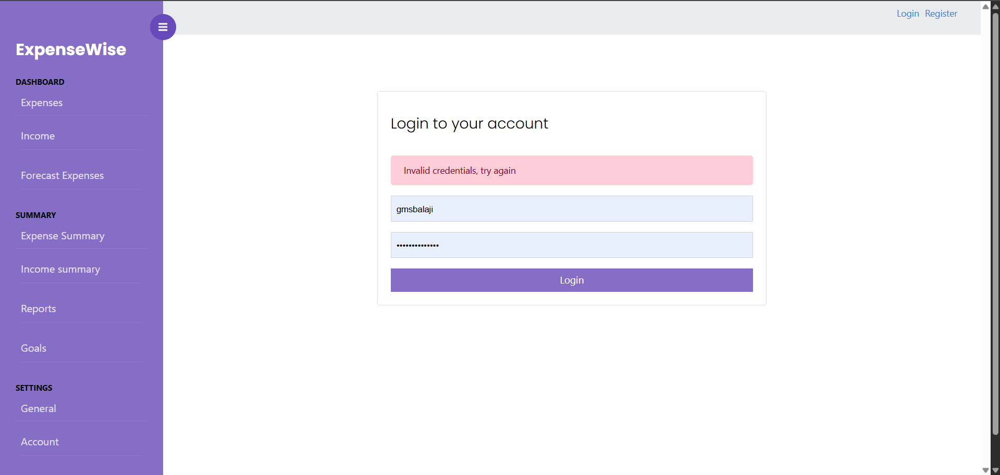 Login Register
ExpenseWise
DASHBOARD
Expenses
Income
Forecast Expenses
SUMMARY
Expense Summary
Income summary
Reports
Goals
SETTINGS
General
Account
Login to your account
Invalid credentials, try again
gmsbalaji
••••••••••••••
Login